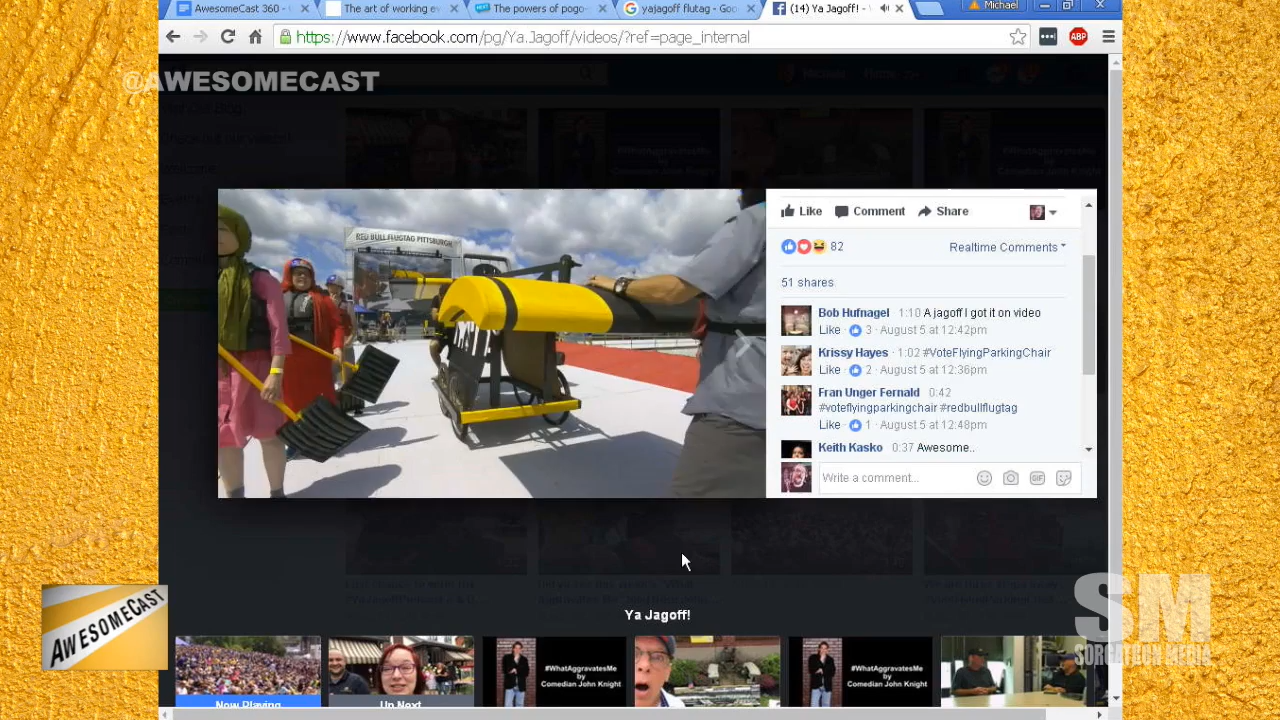 AwesomeCast 360 -
The art of working ev
NEXT
The powers of pogo-
yajagoff flutag - Goo
(14) Ya Jagoff! -
Michael
https://www.facebook.com/pg/Ya.Jagoff/videos/?ref=page_internal
ABP
@AWESOMECAST
RED BULL FLUGTAG PITTSBURGH
Like
Comment
Share
82
Realtime Comments
51 shares
Bob Hufnagel 1:10 A jagoff I got it on video
Like · 3 · August 5 at 12:42pm
Krissy Hayes · 1:02 #VoteFlyingParkingChair
Like · 2 · August 5 at 12:36pm
Fran Unger Fernald 0:42
#voteflyingparkingchair #redbullflugtag
Like · 1 · August 5 at 12:48pm
Keith Kasko 0:37 Awesome..
Write a comment...
GIF
Ya Jagoff!
Now Playing
Up Next
#WhatAggravatesMe
by
Comedian John Knight
#WhatAggravatesMe
by
Comedian John Knight
AWESOMECAST
SM
SORGATRON MEDIA